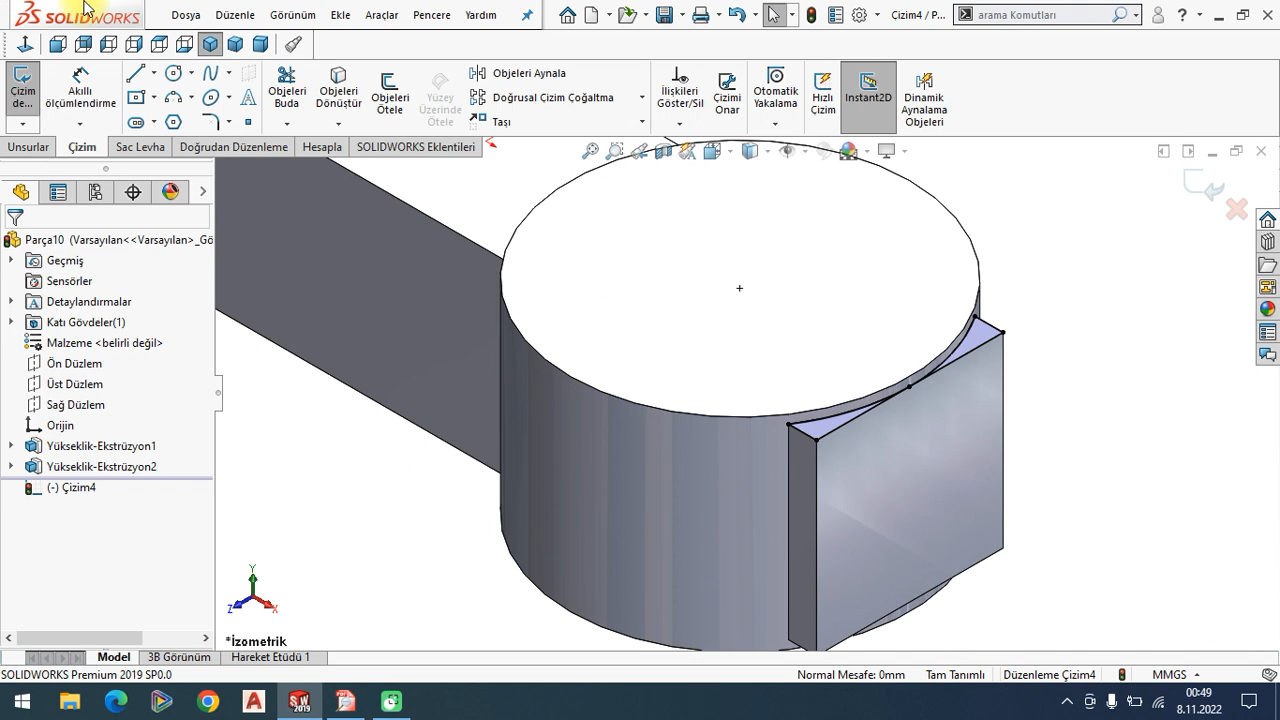 SOLIDWORKS Dosya Düzenle Görünüm Ekle Araçlar Pencere Yardım Çizim4 / P... arama Komutları
Çizim de... Akıllı ölçümlendirme Objeleri Buda Objeleri Dönüştür Objeleri Ötele Yüzey Üzerinde Ötele
Objeleri Aynala
Doğrusal Çizim Çoğaltma
Taşı
İlişkileri Göster/Sil Çizimi Onar Otomatik Yakalama Hızlı Çizim Instant2D Dinamik Aynalama Objeleri
Unsurlar Çizim Sac Levha Doğrudan Düzenleme Hesapla SOLIDWORKS Eklentileri
Parça10 (Varsayılan<<Varsayılan>_Gö
Geçmiş
Sensörler
Detaylandırmalar
Katı Gövdeler(1)
Malzeme <belirli değil>
Ön Düzlem
Üst Düzlem
Sağ Düzlem
Orijin
Yükseklik-Ekstrüzyon1
Yükseklik-Ekstrüzyon2
(-) Çizim4
Y
Z
X
*İzometrik
Model 3B Görünüm Hareket Etüdü 1
SOLIDWORKS Premium 2019 SP0.0 Normal Mesafe: 0mm Tam Tanımlı Düzenleme Çizim4 MMGS
00:49
8.11.2022